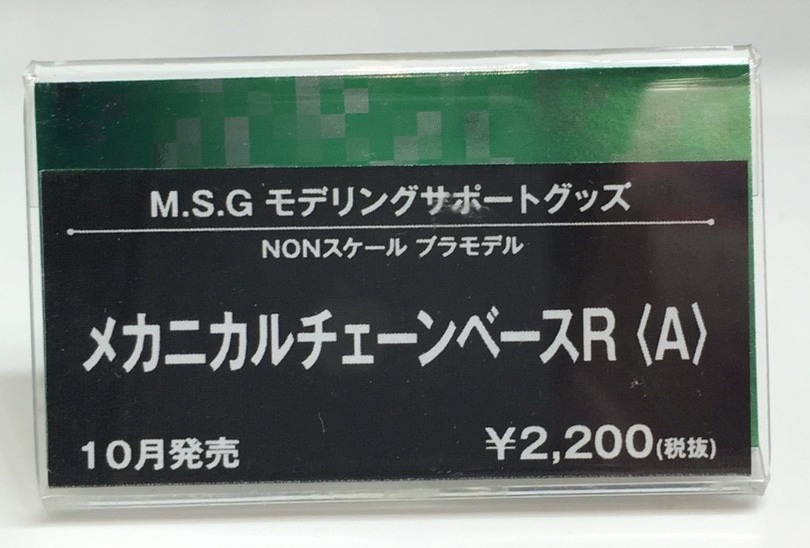 M.S.G モデリングサポートグッズ
NONスケール プラモデル
メカニカルチェーンベースR〈A〉
10月発売
¥2,200(税抜)